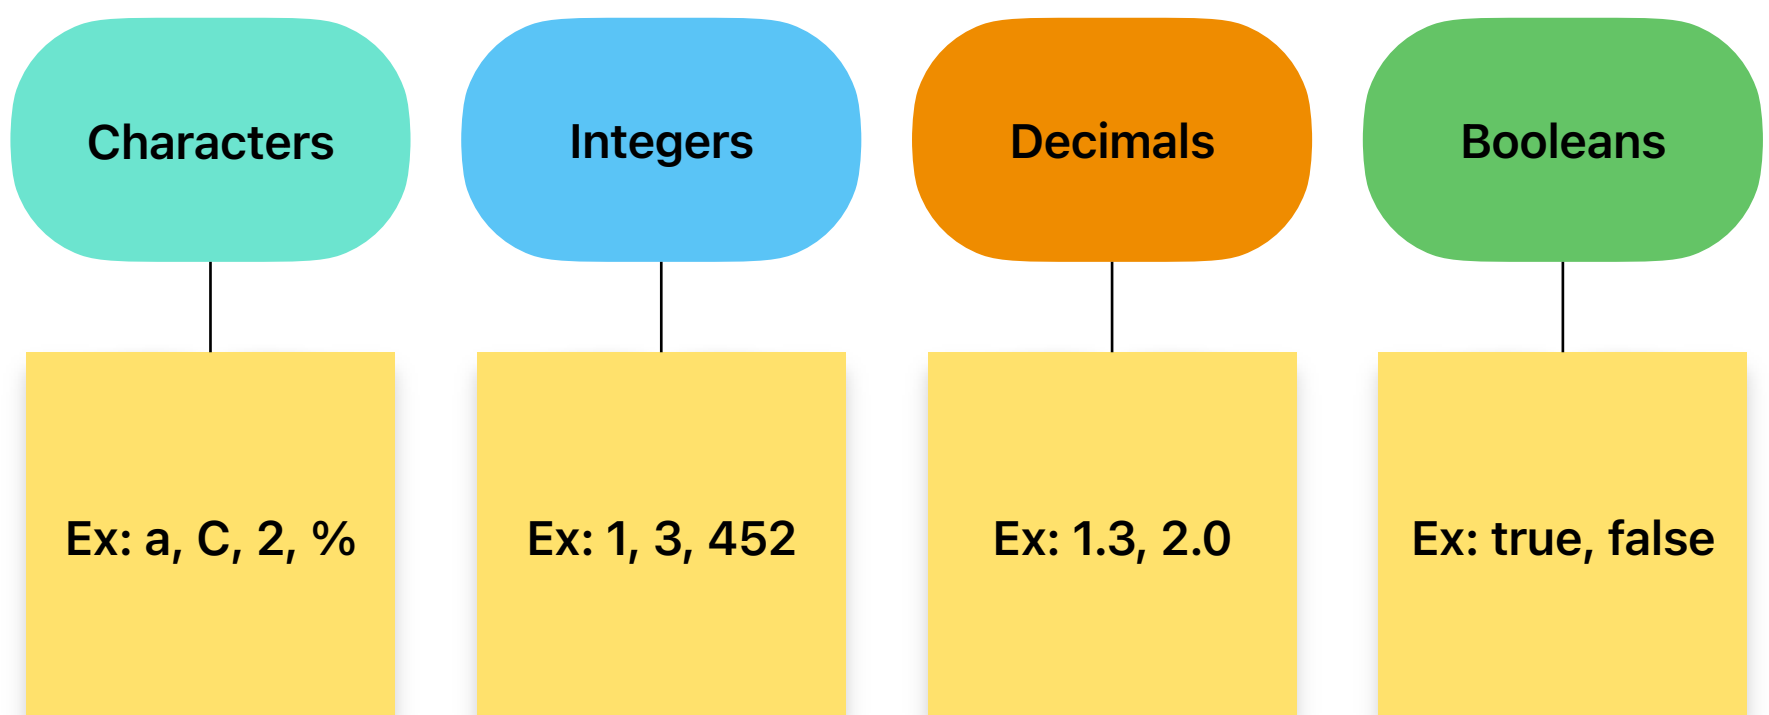 Characters
Integers
Decimals
Booleans
Ex: a, C, 2, %
Ex: 1, 3, 452
Ex: 1.3, 2.0
Ex: true, false